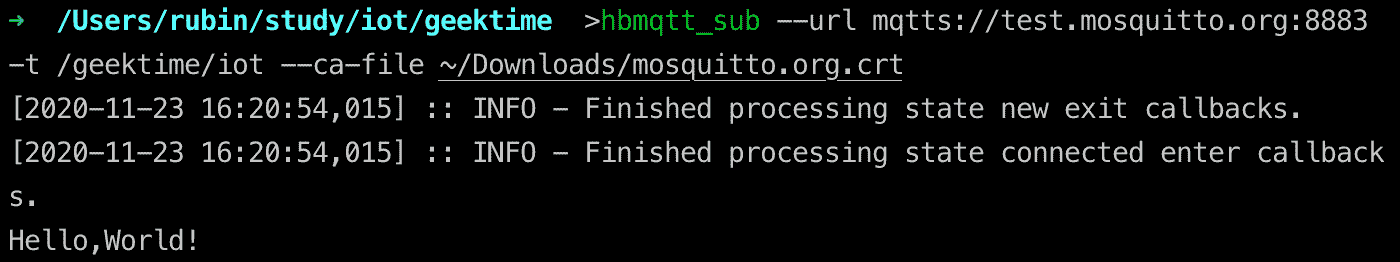 ➜  /Users/rubin/study/iot/geektime  >hbmqtt_sub --url mqtts://test.mosquitto.org:8883
-t /geektime/iot --ca-file ~/Downloads/mosquitto.org.crt
[2020-11-23 16:20:54,015] :: INFO - Finished processing state new exit callbacks.
[2020-11-23 16:20:54,015] :: INFO - Finished processing state connected enter callback
s.
Hello,World!